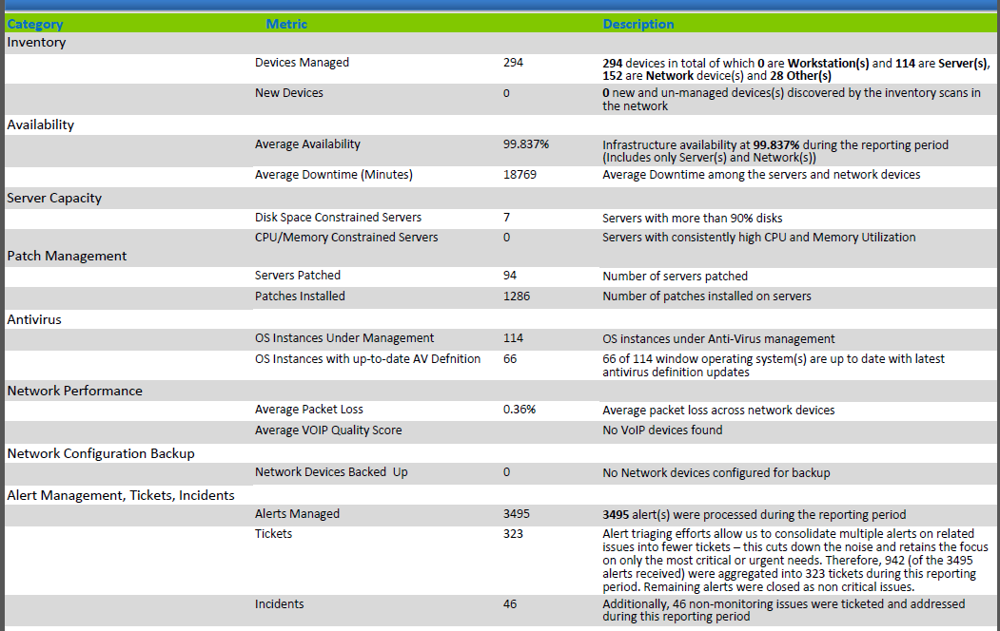 Category Metric Description
Inventory
Devices Managed 294 294 devices in total of which 0 are Workstation(s) and 114 are Server(s),
152 are Network device(s) and 28 Other(s)
New Devices 0 0 new and un-managed devices(s) discovered by the inventory scans in
the network
Availability
Average Availability 99.837% Infrastructure availability at 99.837% during the reporting period
(Includes only Server(s) and Network(s))
Average Downtime (Minutes) 18769 Average Downtime among the servers and network devices
Server Capacity
Disk Space Constrained Servers 7 Servers with more than 90% disks
CPU/Memory Constrained Servers 0 Servers with consistently high CPU and Memory Utilization
Patch Management
Servers Patched 94 Number of servers patched
Patches Installed 1286 Number of patches installed on servers
Antivirus
OS Instances Under Management 114 OS instances under Anti-Virus management
OS Instances with up-to-date AV Defnition 66 66 of 114 window operating system(s) are up to date with latest
antivirus definition updates
Network Performance
Average Packet Loss 0.36% Average packet loss across network devices
Average VOIP Quality Score No VoIP devices found
Network Configuration Backup
Network Devices Backed Up 0 No Network devices configured for backup
Alert Management, Tickets, Incidents
Alerts Managed 3495 3495 alert(s) were processed during the reporting period
Tickets 323 Alert triaging efforts allow us to consolidate multiple alerts on related
issues into fewer tickets – this cuts down the noise and retains the focus
on only the most critical or urgent needs. Therefore, 942 (of the 3495
alerts received) were aggregated into 323 tickets during this reporting
period. Remaining alerts were closed as non critical issues.
Incidents 46 Additionally, 46 non-monitoring issues were ticketed and addressed
during this reporting period